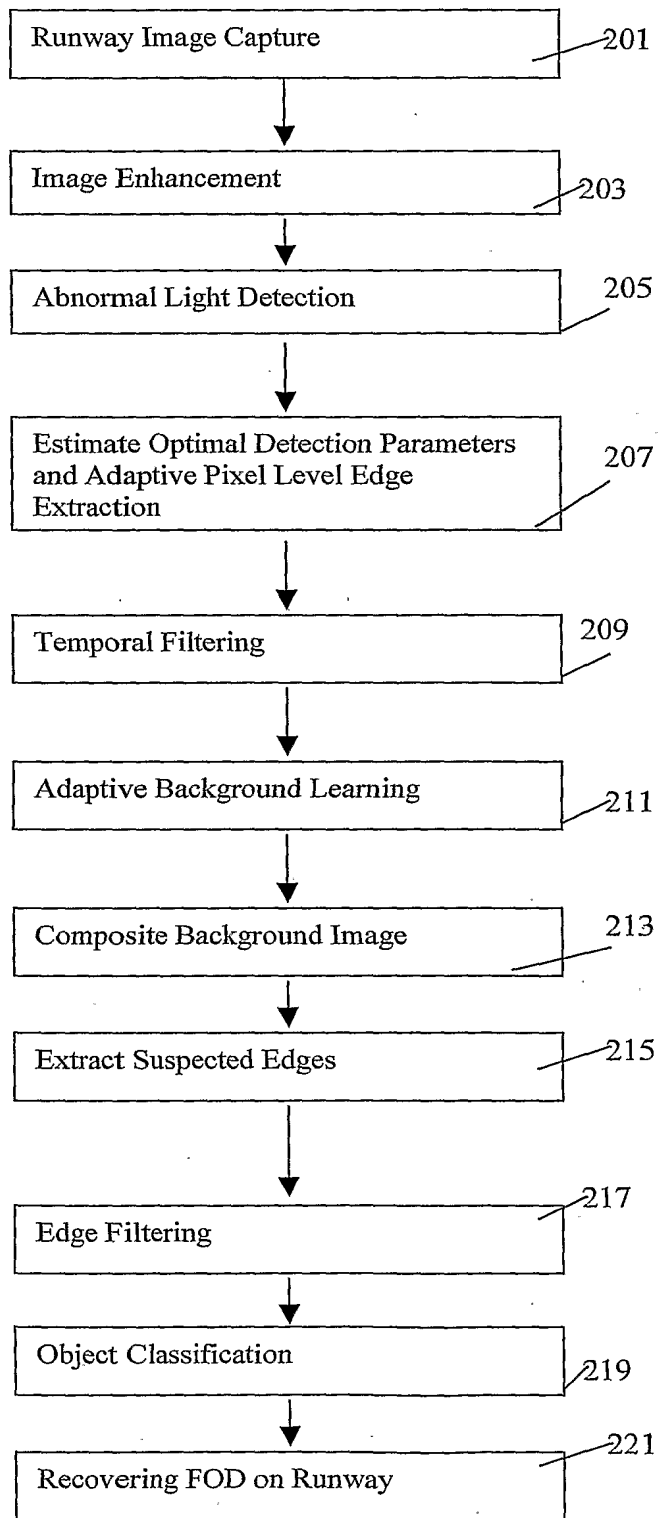 Runway Image Capture
201
Image Enhancement
203
Abnormal Light Detection
205
Estimate Optimal Detection Parameters
and Adaptive Pixel Level Edge
Extraction
207
Temporal Filtering
209
Adaptive Background Learning
211
Composite Background Image
213
Extract Suspected Edges
215
217
Edge Filtering
Object Classification
219
221
Recovering FOD on Runway